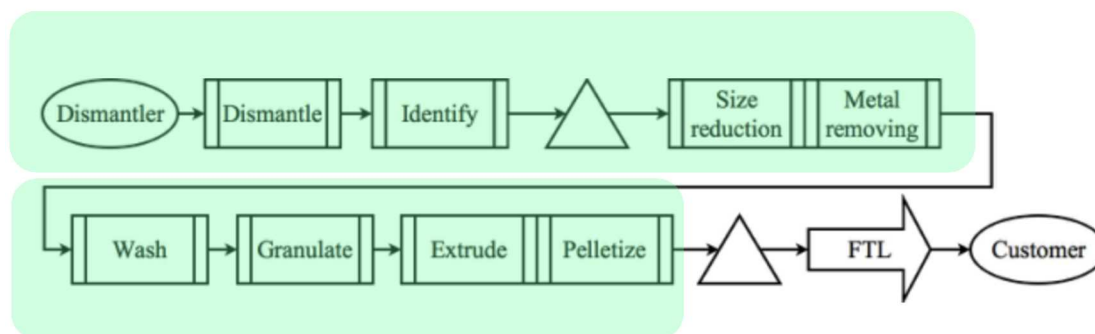 Dismantler
Dismantle
Identify
Size
reduction
Metal
removing
Wash
Granulate
Extrude
Pelletize
FTL
Customer